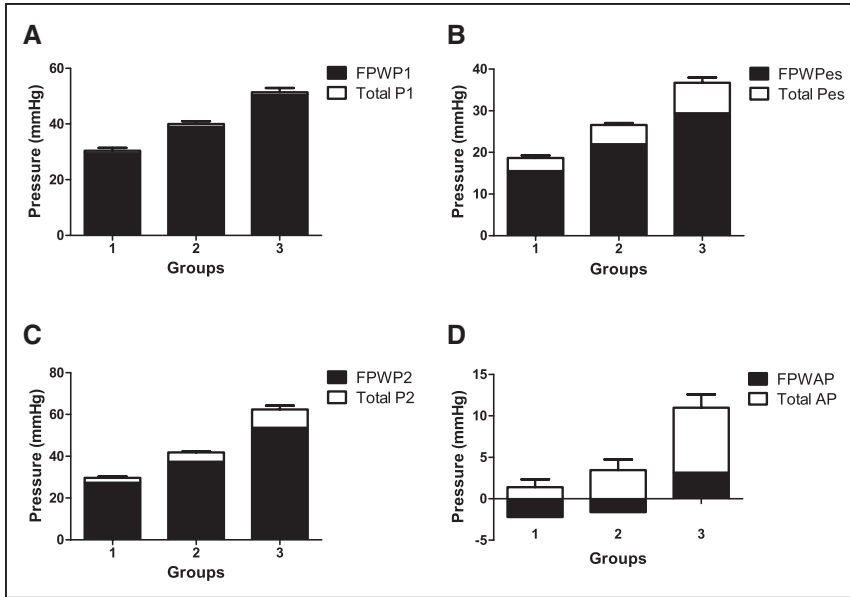 A
Pressure (mmHg)
60
40
20
0
1 2 3
Groups
FPWP1
Total P1
B
Pressure (mmHg)
40
30
20
10
0
1 2 3
Groups
FPWPes
Total Pes
C
Pressure (mmHg)
80
60
40
20
0
1 2 3
Groups
FPWP2
Total P2
D
Pressure (mmHg)
15
10
5
0
-5
1 2 3
Groups
FPWAP
Total AP